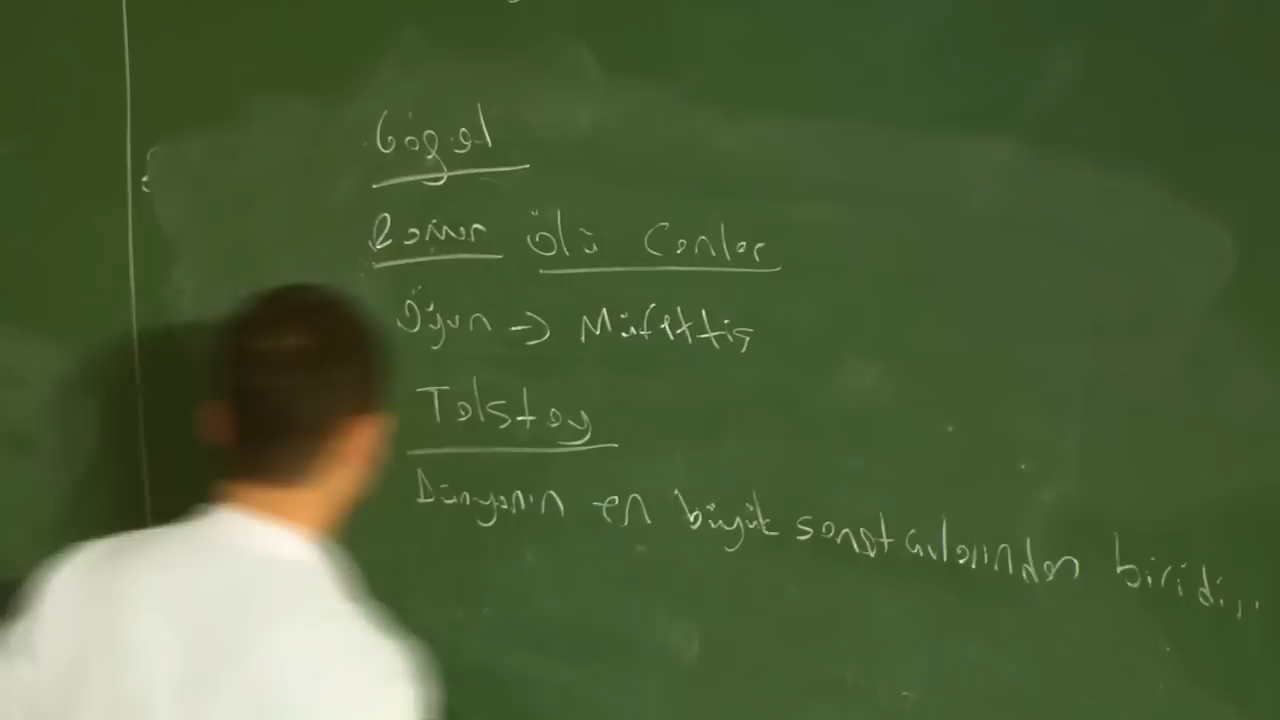 Gogol
Roman Ölü Canlar
Oyun → Müfettiş
Tolstoy
Dünyanın en büyük sanatçılarından biridir.